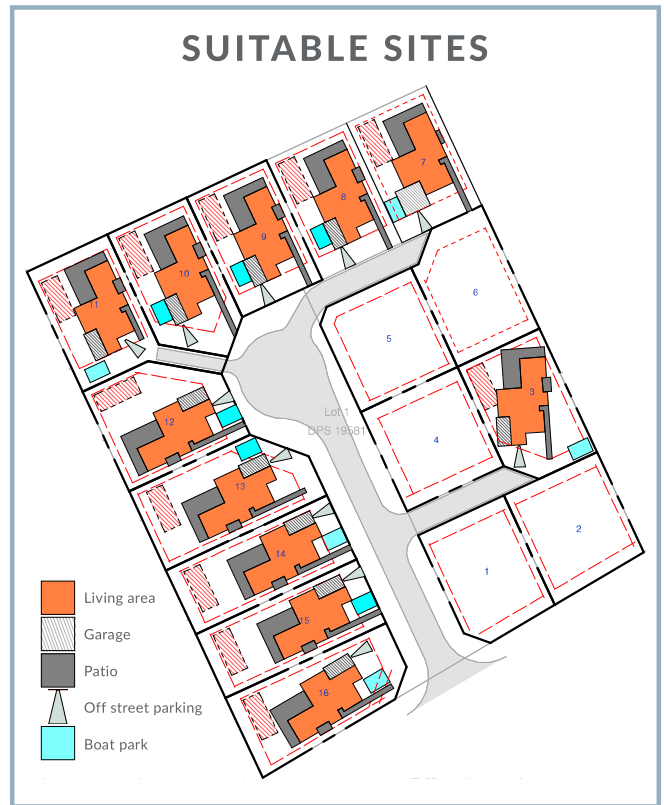 SUITABLE SITES
7
8
9
10
11
6
5
3
12
Lot 1
DPS 19581
4
13
2
14
1
15
16
Living area
Garage
Patio
Off street parking
Boat park